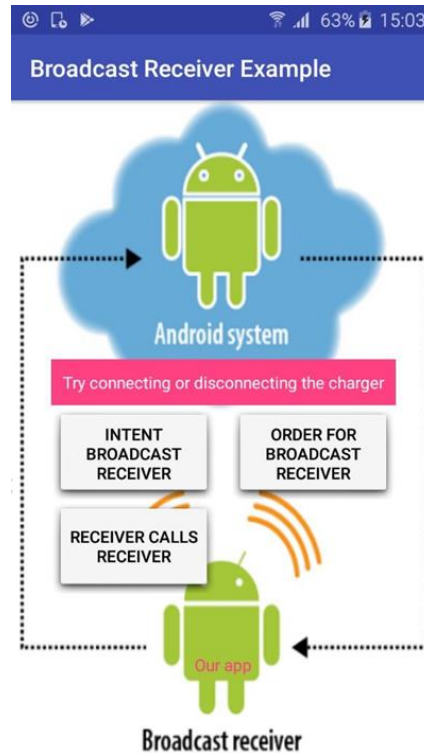 63% 15:03
Broadcast Receiver Example
Android system
Try connecting or disconnecting the charger
INTENT
BROADCAST
RECEIVER
ORDER FOR
BROADCAST
RECEIVER
RECEIVER CALLS
RECEIVER
Our app
Broadcast receiver